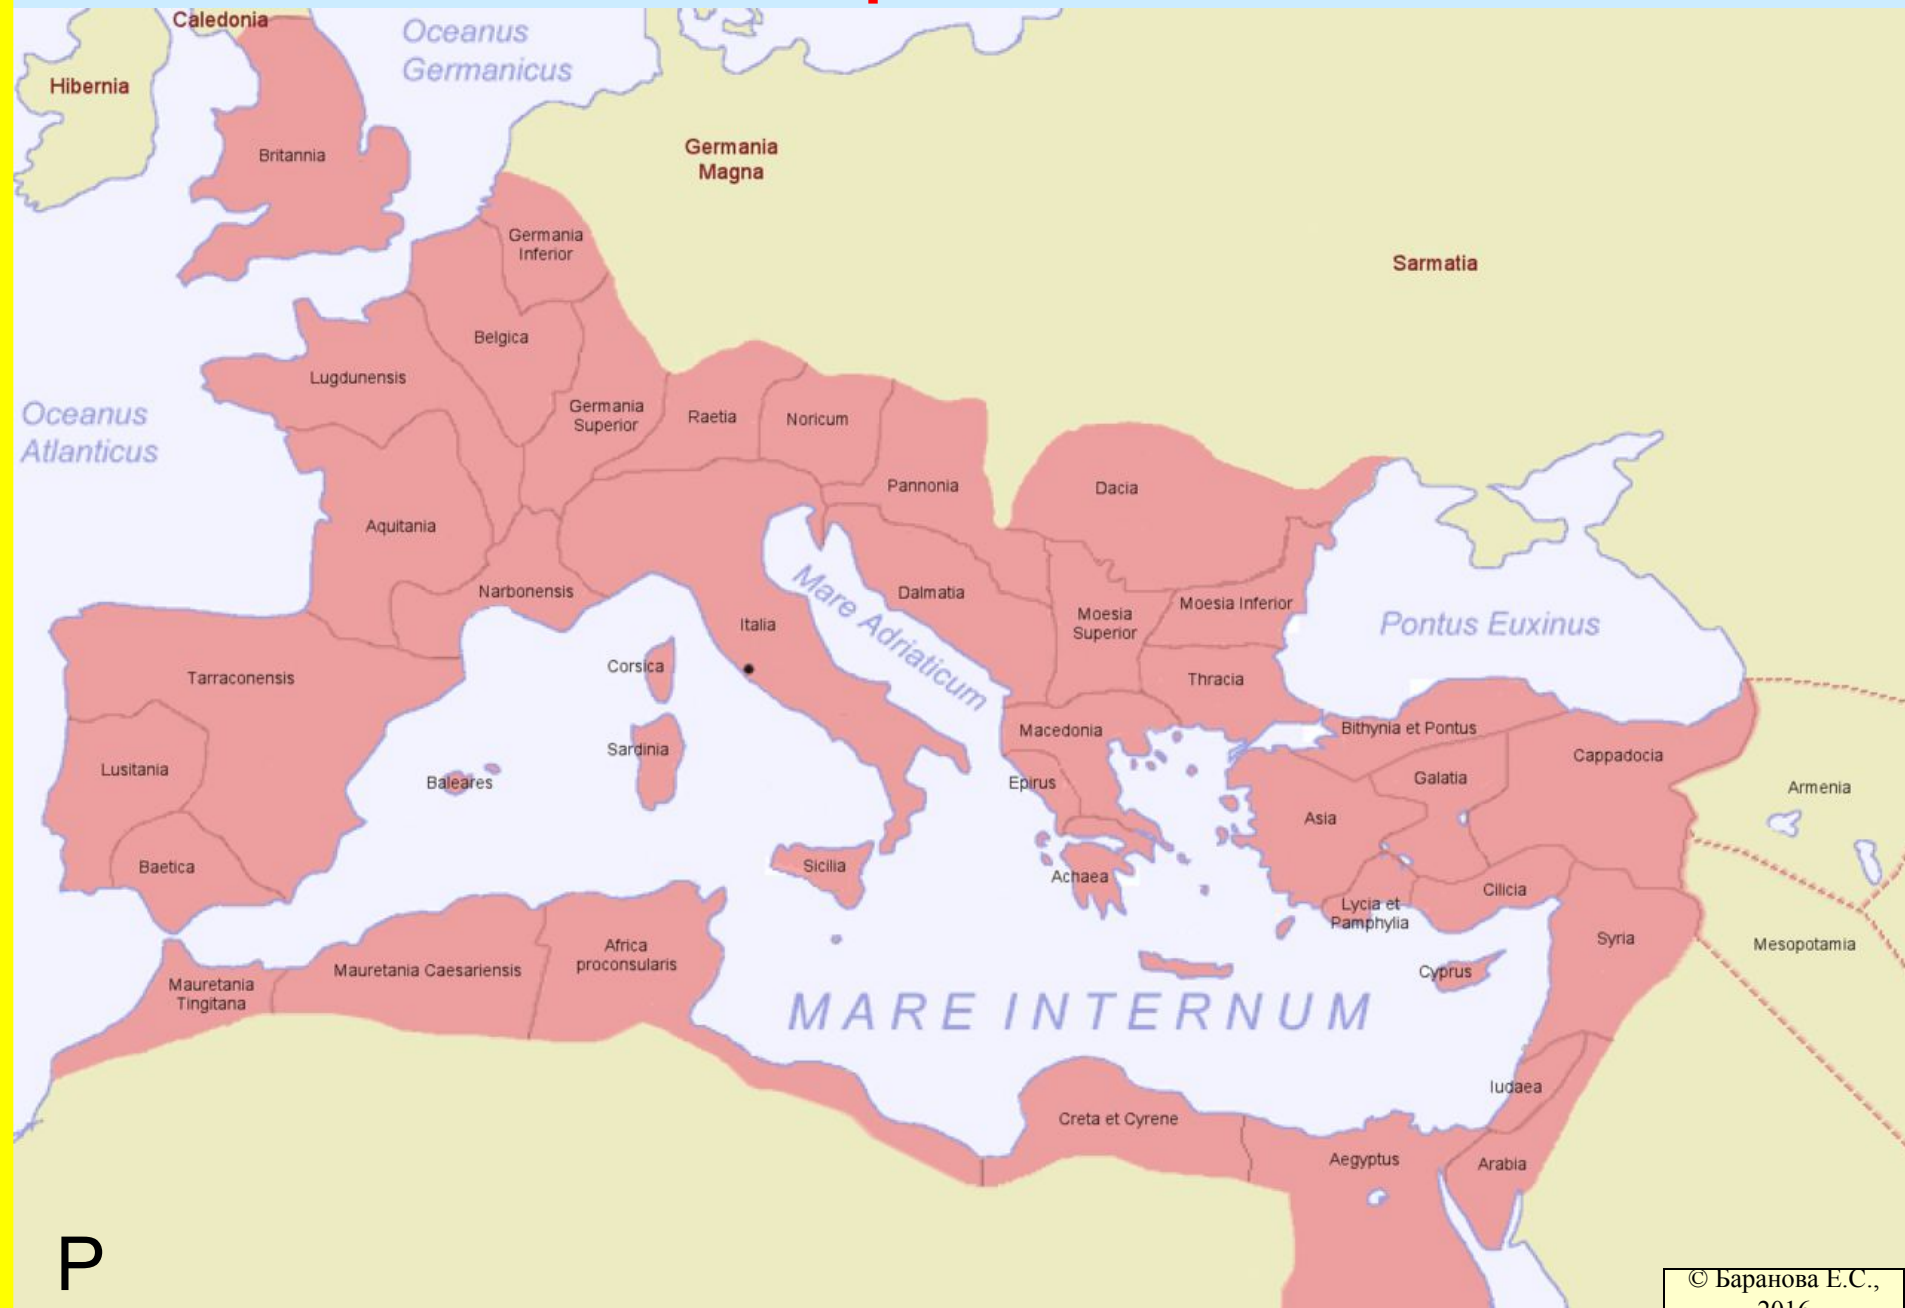 Caledonia
Oceanus
Germanicus
Hibernia
Germania
Magna
Britannia
Sarmatia
Germania
Inferior
Belgica
Lugdunensis
Oceanus
Atlanticus
Germania
Superior
Raetia
Noricum
Pannonia
Dacia
Aquitania
Narbonensis
Dalmatia
Mare Adriaticum
Moesia
Superior
Moesia Inferior
Pontus Euxinus
Italia
Corsica
Tarraconensis
Thracia
Macedonia
Bithynia et Pontus
Cappadocia
Sardinia
Lusitania
Baleares
Epirus
Galatia
Armenia
Asia
Baetica
Sicilia
Achaea
Cilicia
Lycia et
Pamphylia
Syria
Mesopotamia
Africa
proconsularis
Mauretania Caesariensis
Mauretania
Tingitana
Cyprus
MARE INTERNUM
Iudaea
Creta et Cyrene
Aegyptus
Arabia
Р
© Баранова Е.С.,
2016